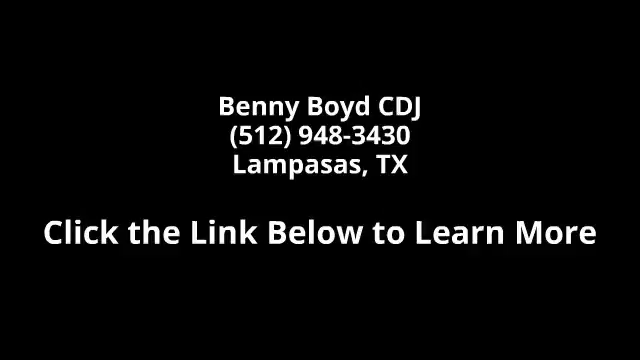 Benny Boyd CDJ
(512) 948-3430
Lampasas, TX
Click the Link Below to Learn More